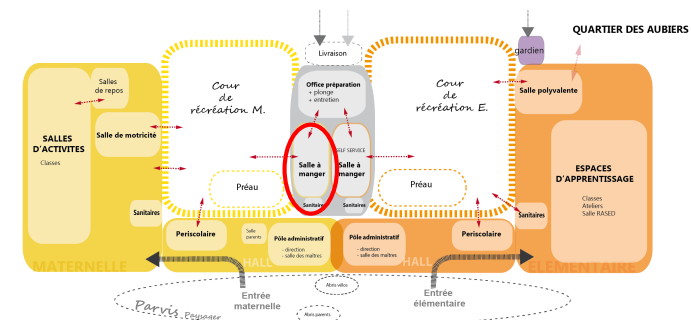 QUARTIER DES AUBIERS
Livraison
gardien
Salles
de repos
Cour
de
récréation M.
Office préparation
+ plonge
+ entretien
Cour
de
récréation E.
Salle polyvalente
SALLES
D'ACTIVITES
Classes
Salle de motricité
SELF SERVICE
Salle à
manger
Salle à
manger
ESPACES
D'APPRENTISSAGE
Classes
Ateliers
Salle RASED
Préau
Préau
Sanitaires
Sanitaires
Sanitaires
Sanitaires
Periscolaire
Salle
parents
Pôle administratif
- direction
- salle des maîtres
Pôle administratif
- direction
- salle des maîtres
Periscolaire
MATERNELLE
HALL
HALL
ELEMENTAIRE
Abris vélos
Entrée
maternelle
Entrée
élémentaire
Parvis Paysager
Abris parents